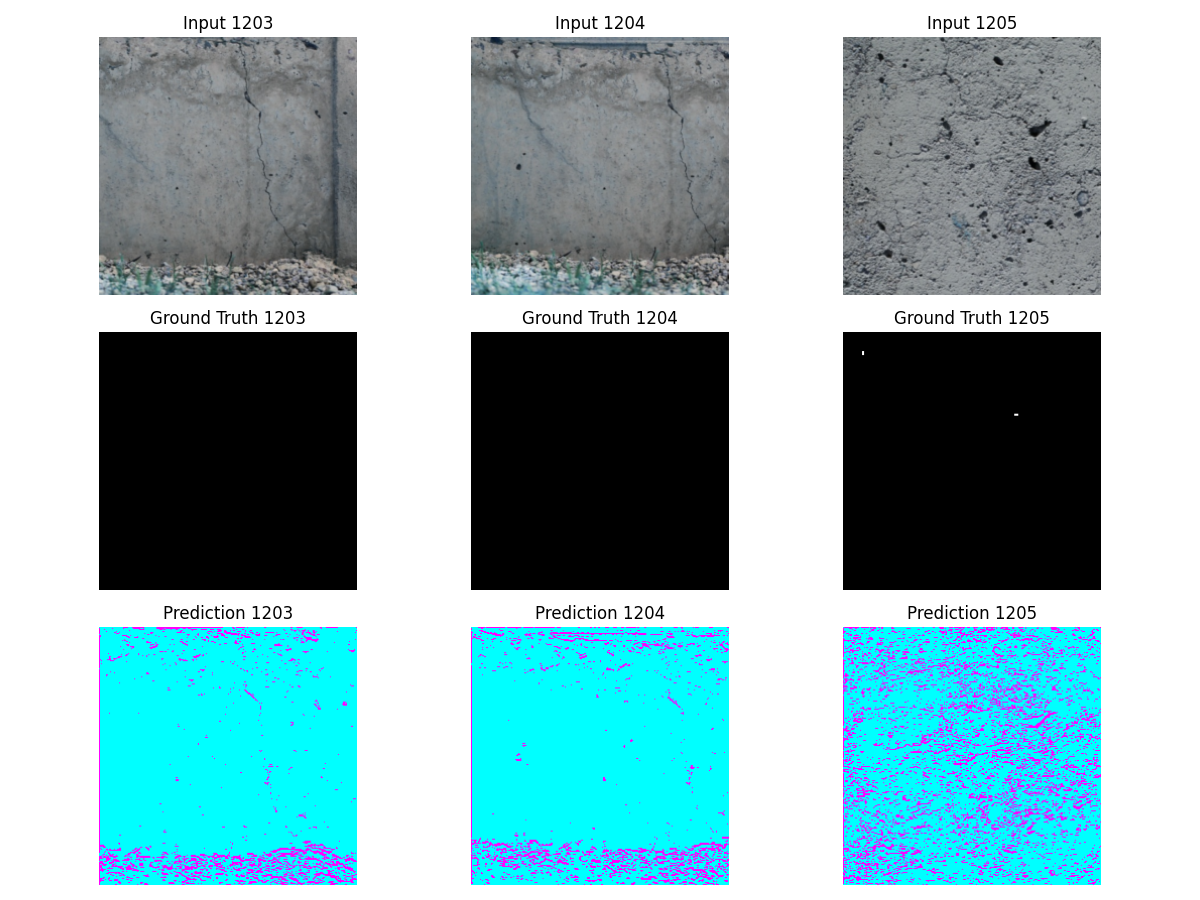 Input 1203
Input 1204
Input 1205
Ground Truth 1203
Ground Truth 1204
Ground Truth 1205
Prediction 1203
Prediction 1204
Prediction 1205